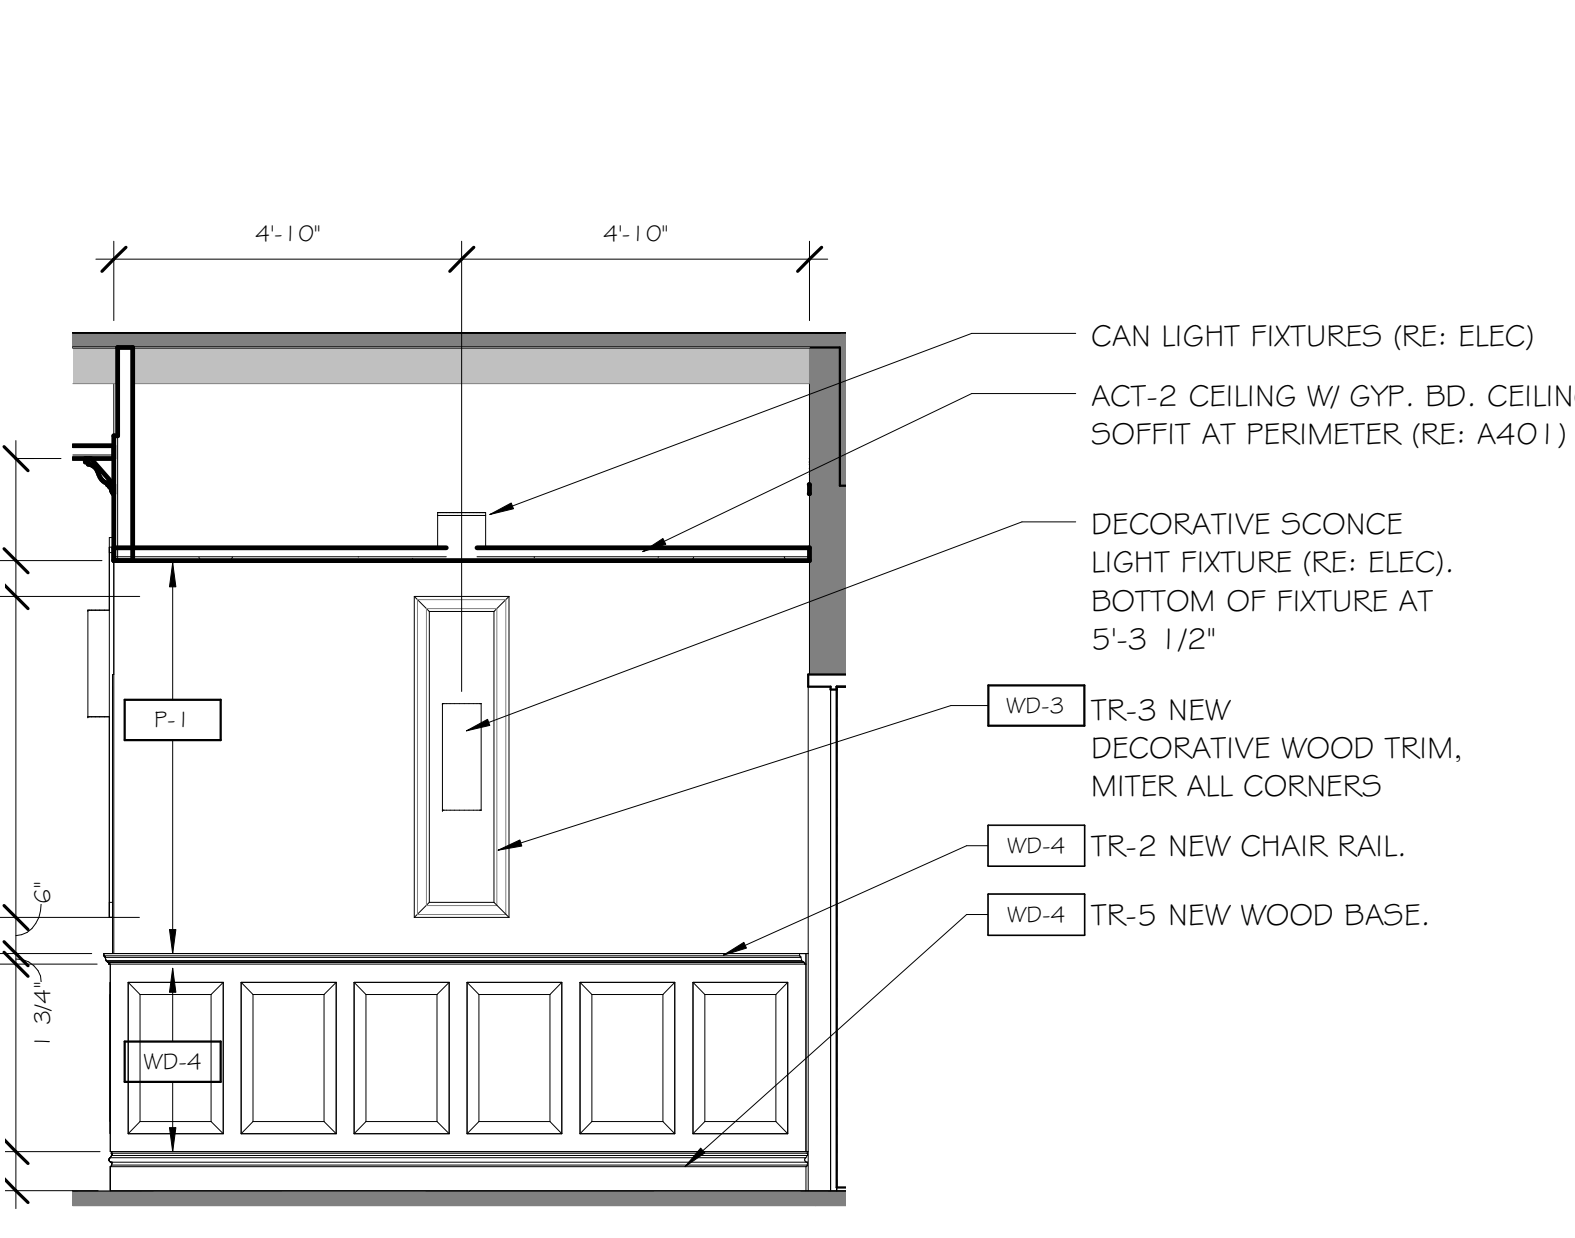 4'-10" 4'-10"
CAN LIGHT FIXTURES (RE: ELEC)
ACT-2 CEILING W/ GYP. BD. CEILING
SOFFIT AT PERIMETER (RE: A401)
DECORATIVE SCONCE
LIGHT FIXTURE (RE: ELEC).
BOTTOM OF FIXTURE AT
5'-3 1/2"
WD-3 TR-3 NEW
DECORATIVE WOOD TRIM,
MITER ALL CORNERS
P-1
WD-4 TR-2 NEW CHAIR RAIL.
6"
WD-4 TR-5 NEW WOOD BASE.
1 3/4"
WD-4